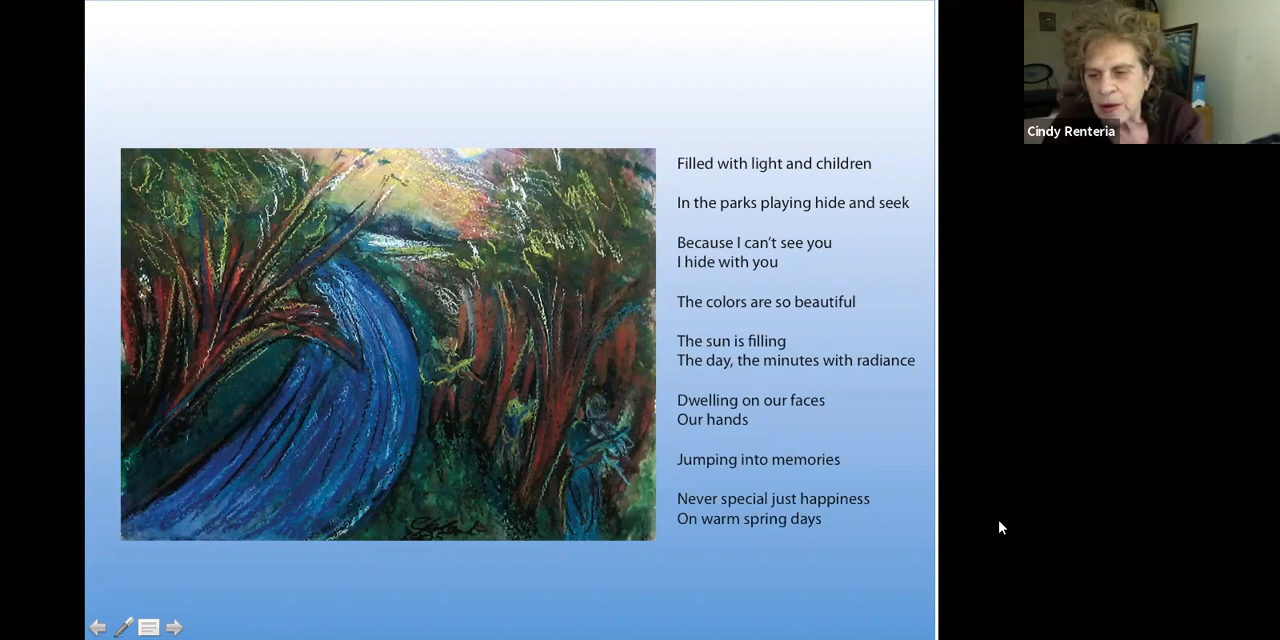 Filled with light and children
In the parks playing hide and seek
Because I can't see you
I hide with you
The colors are so beautiful
The sun is filling
The day, the minutes with radiance
Dwelling on our faces
Our hands
Jumping into memories
Never special just happiness
On warm spring days
Cindy Renteria